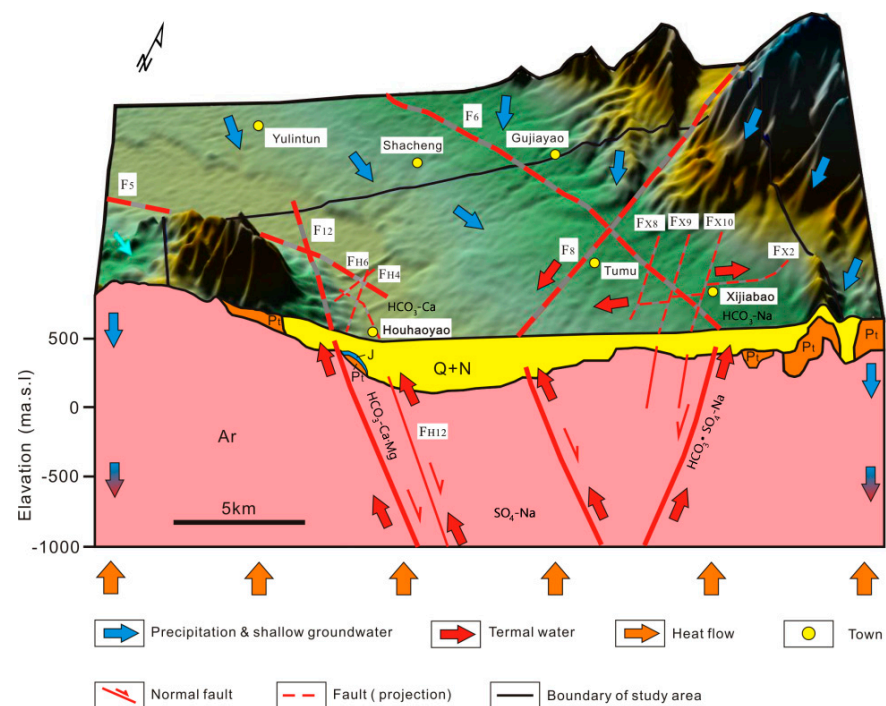 N
Yulintun
Shacheng
F6
Gujiayao
F5
F12
FH6
FH4
F8
FX8
FX9
FX10
FX2
Tumu
Xijiabao
HCO3-Ca
HCO3-Na
Houhaoyao
Pt
J
Pt
Q+N
Pt
Pt
Pt
Elavation (ma.s.l)
500
0
-500
-1000
Ar
HCO3-Ca·Mg
FH12
SO4-Na
HCO3•SO4-Na
5km
Precipitation & shallow groundwater
Termal water
Heat flow
Town
Normal fault
Fault ( projection)
Boundary of study area